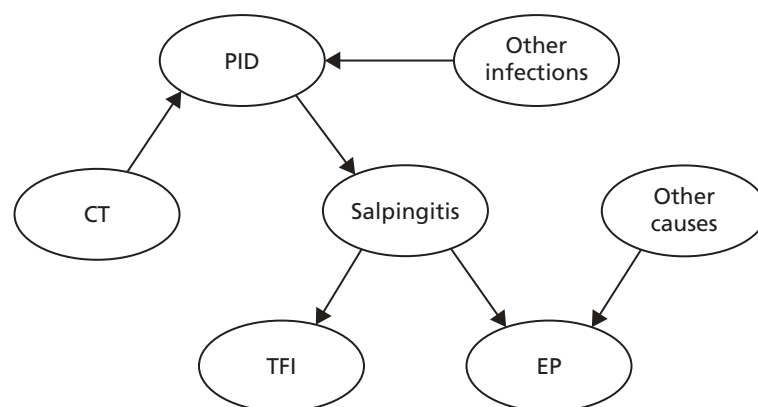 PID
Other
infections
CT
Salpingitis
Other
causes
TFI
EP